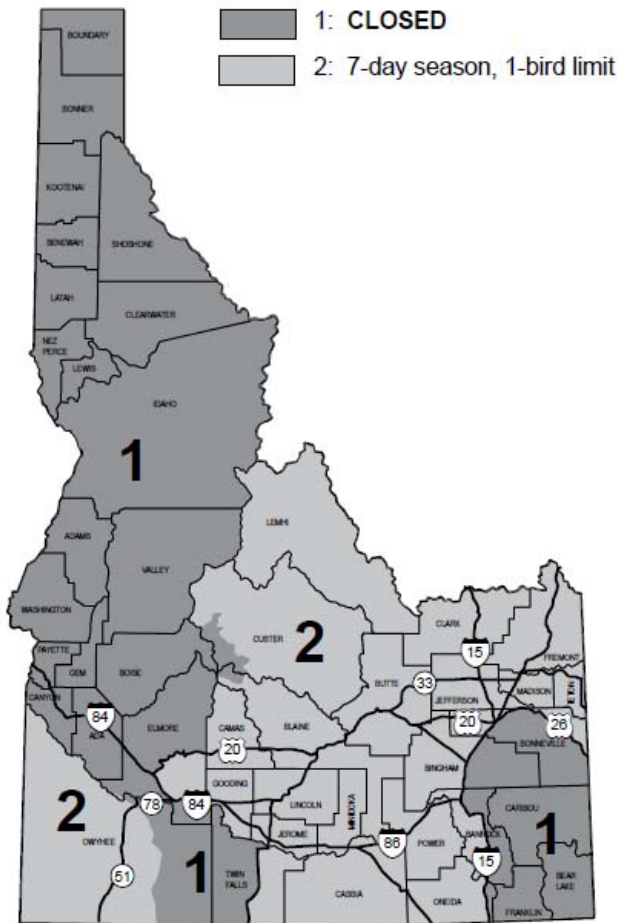 1: CLOSED
2: 7-day season, 1-bird limit
BOUNDARY
BONNER
KOOTENAI
BENEWAH
SHOSHONE
LATAH
CLEARWATER
NEZ
PERCE
LEWIS
IDAHO
1
LEMHI
ADAMS
VALLEY
WASHINGTON
CUSTER
2
CLARK
15
FREMONT
PAYETTE
GEM
BOISE
BUTTE
33
MADISON
TETON
CANYON
JEFFERSON
84
ADA
ELMORE
CAMAS
BLAINE
20
20
26
BONNEVILLE
GOODING
BINGHAM
2
78
84
LINCOLN
MINIDOKA
CARIBOU
JEROME
86
POWER
BANNOCK
1
OWYHEE
51
1
TWIN
FALLS
15
BEAR
LAKE
CASSIA
ONEIDA
FRANKLIN